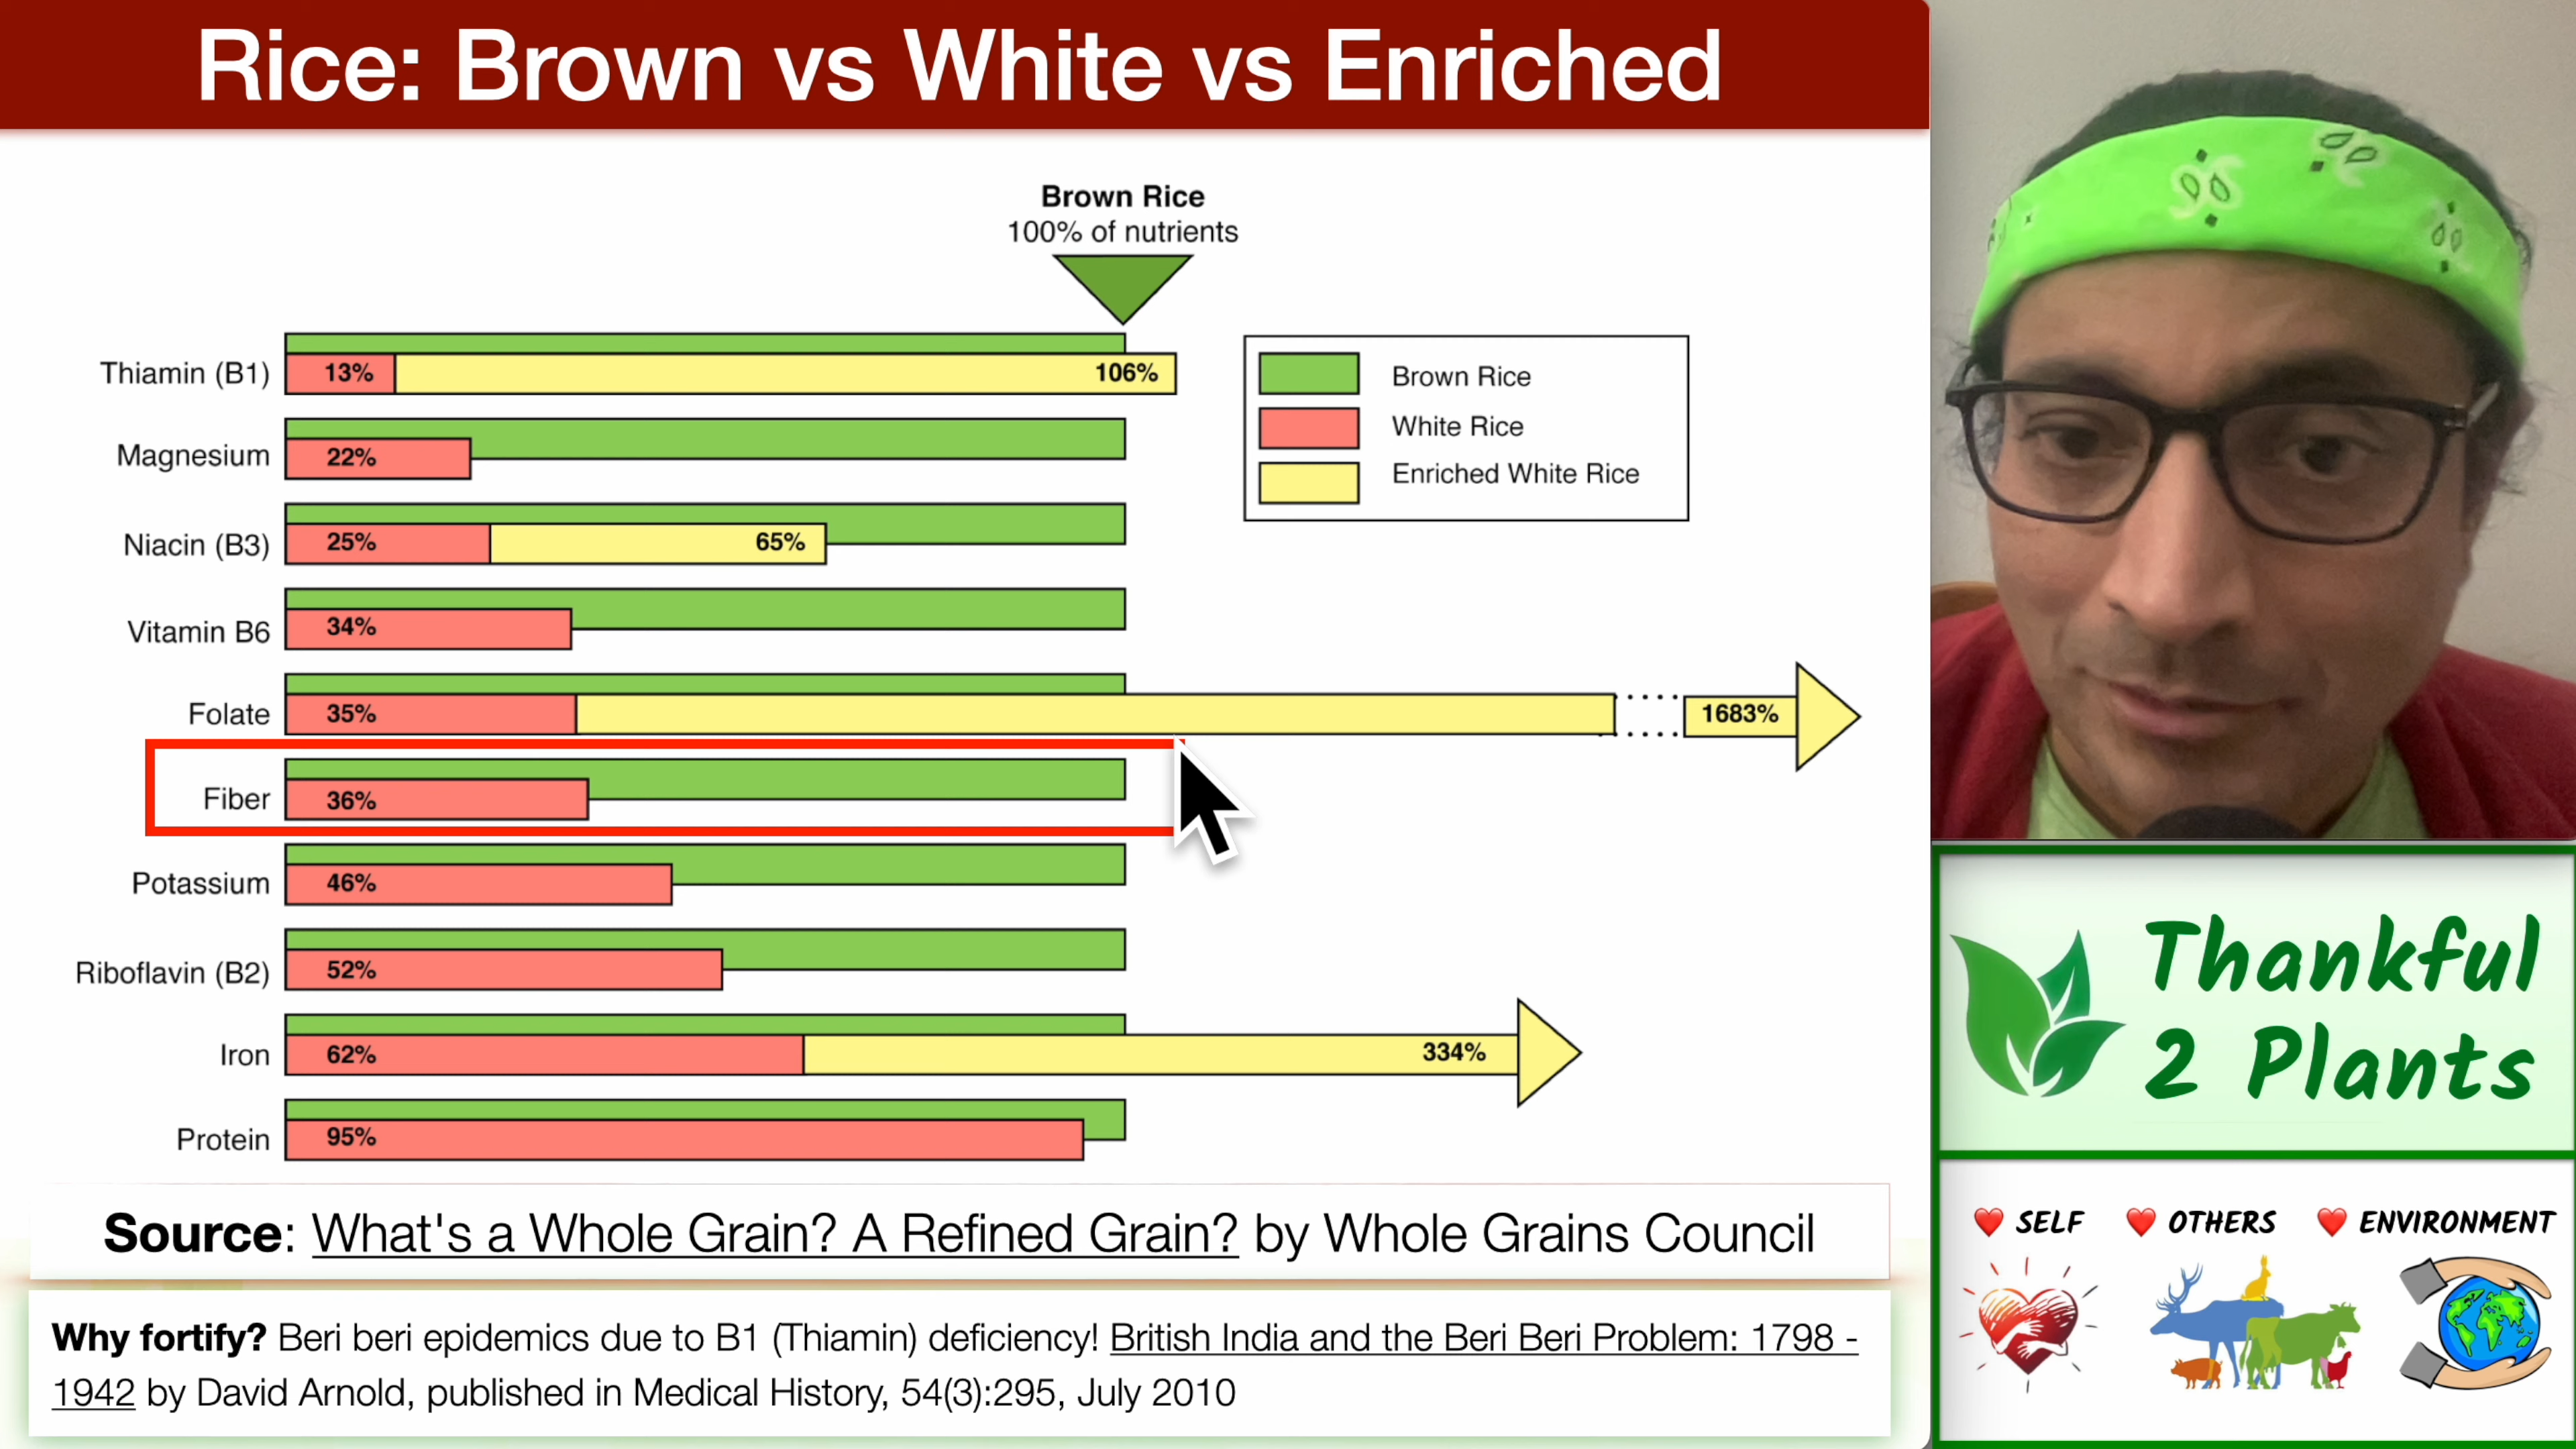 Rice: Brown vs White vs Enriched
Brown Rice
100% of nutrients
Thiamin (B1)
13%
106%
Magnesium
22%
Niacin (B3)
25%
65%
Vitamin B6
34%
Folate
35%
1683%
Fiber
36%
Potassium
46%
Riboflavin (B2)
52%
Iron
62%
334%
Protein
95%
Brown Rice
White Rice
Enriched White Rice
Source: What's a Whole Grain? A Refined Grain? by Whole Grains Council
Why fortify? Beri beri epidemics due to B1 (Thiamin) deficiency! British India and the Beri Beri Problem: 1798 -
1942 by David Arnold, published in Medical History, 54(3):295, July 2010
Thankful
2 Plants
SELF
OTHERS
ENVIRONMENT